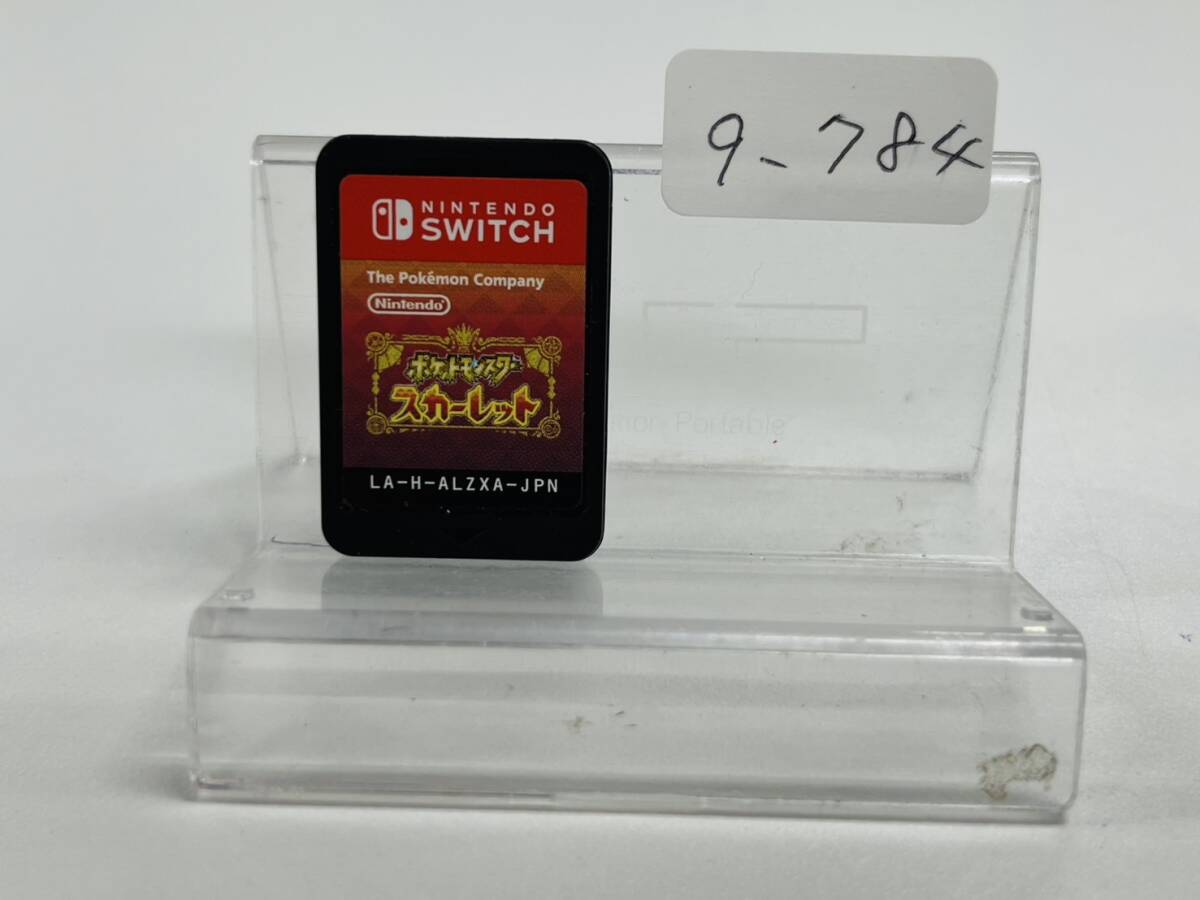 9-784
NINTENDO
SWITCH
The Pokémon Company
Nintendo
ポケットモンスター
スカーレット
LA-H-ALZXA-JPN
Portable